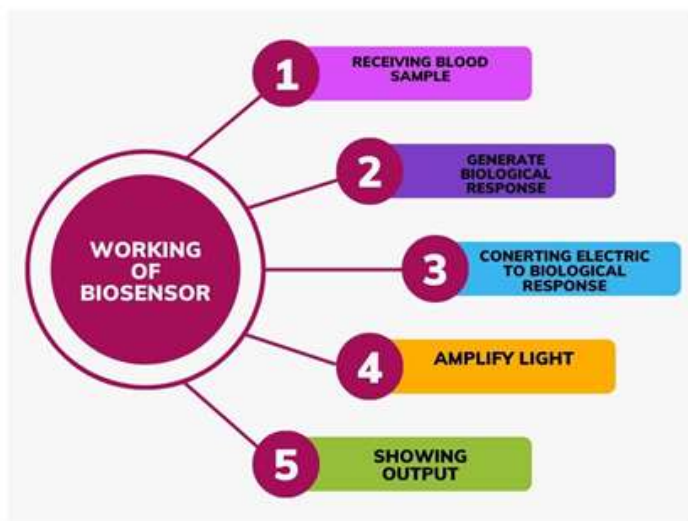 WORKING
OF
BIOSENSOR
1
RECEIVING BLOOD
SAMPLE
2
GENERATE
BIOLOGICAL
RESPONSE
3
CONERTING ELECTRIC
TO BIOLOGICAL
RESPONSE
4
AMPLIFY LIGHT
5
SHOWING
OUTPUT